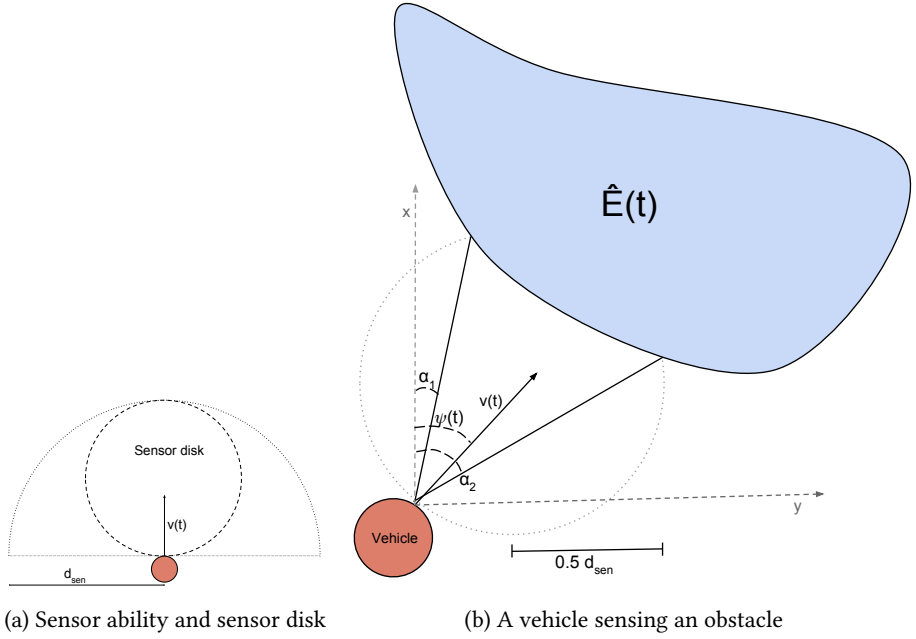 Ê(t)
x
α1
v(t)
ψ(t)
α2
y
Vehicle
0.5 dsen
Sensor disk
v(t)
dsen
(a) Sensor ability and sensor disk
(b) A vehicle sensing an obstacle